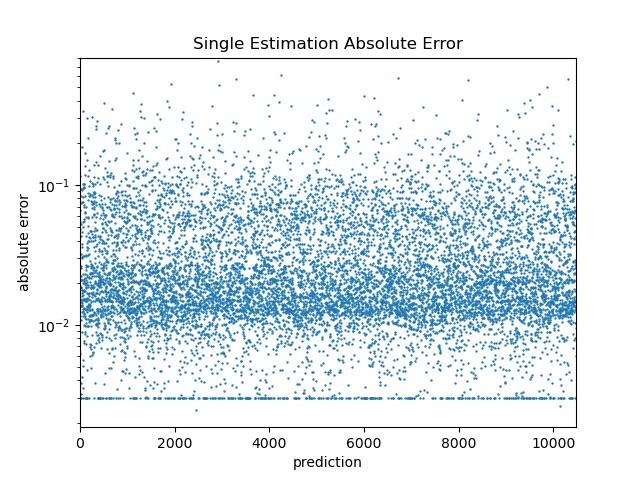 Single Estimation Absolute Error
absolute error
10⁻¹
10⁻²
0 2000 4000 6000 8000 10000
prediction